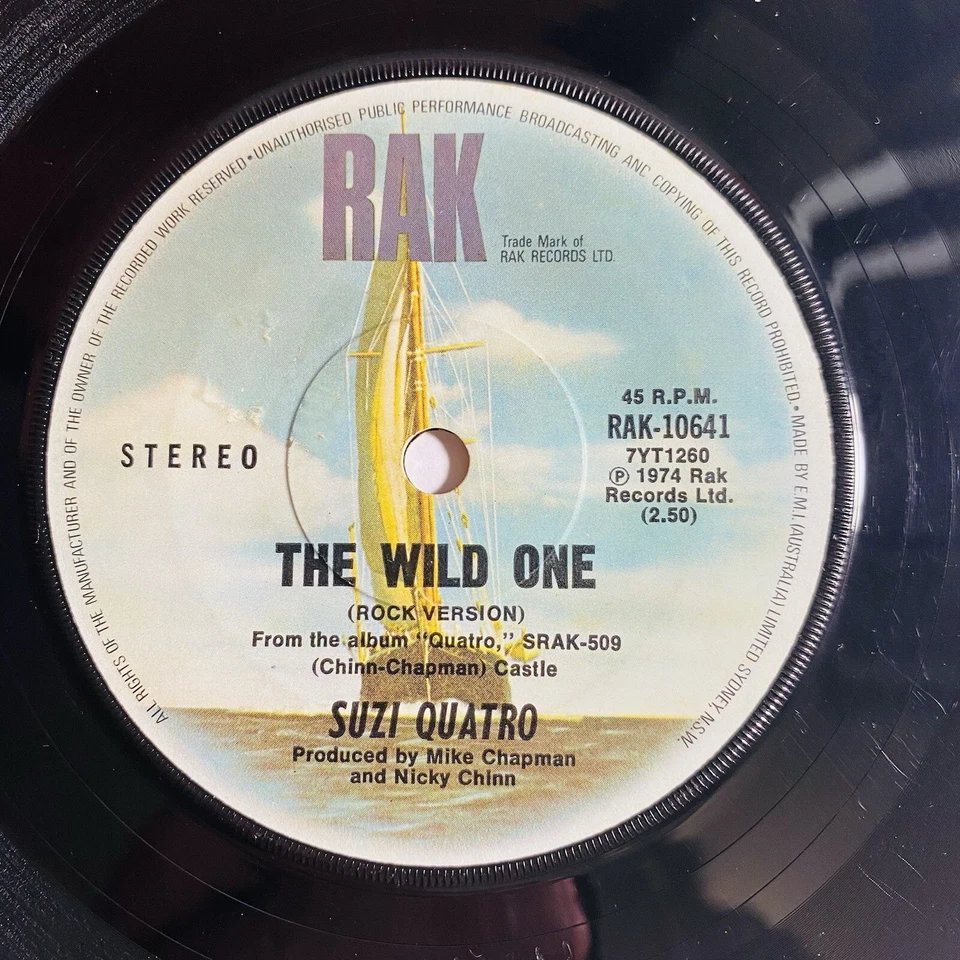 ALL RIGHTS OF THE MANUFACTURER AND OF THE OWNER OF THE RECORDED WORK RESERVED • UNAUTHORISED PUBLIC PERFORMANCE BROADCASTING AND COPYING OF THIS RECORD PROHIBITED. • MADE BY E.M.I. (AUSTRALIA) LIMITED SYDNEY, N.S.W.
RAK
Trade Mark of
RAK RECORDS LTD.
STEREO
45 R.P.M.
RAK-10641
7YT1260
℗ 1974 Rak
Records Ltd.
(2.50)
THE WILD ONE
(ROCK VERSION)
From the album "Quatro," SRAK-509
(Chinn-Chapman) Castle
SUZI QUATRO
Produced by Mike Chapman
and Nicky Chinn